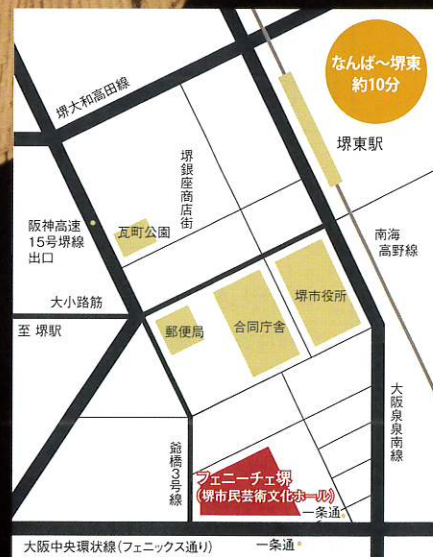 なんば～堺東
約10分
堺大和高田線
堺東駅
堺銀座商店街
阪神高速
15号堺線
出口
瓦町公園
南海
高野線
大小路筋
至 堺駅
堺市役所
郵便局
合同庁舎
大阪泉南線
爺橋3号線
フェニーチェ堺
(堺市民芸術文化ホール)
一条通
大阪中央環状線(フェニックス通り)
一条通